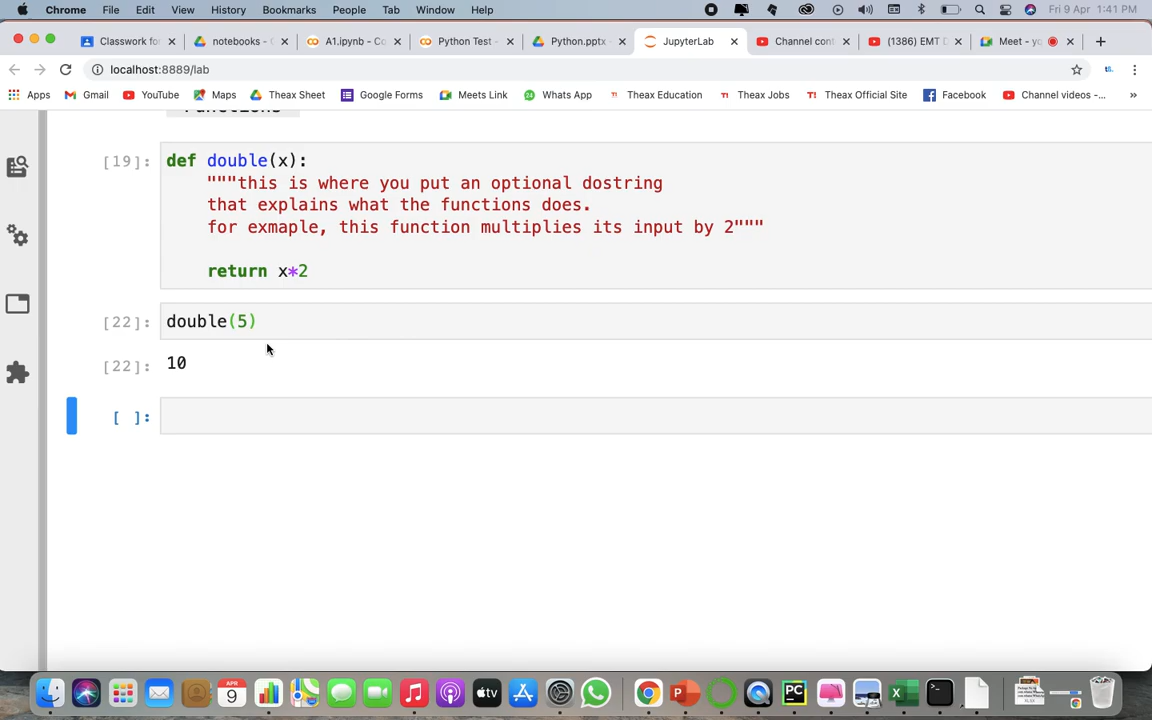 Chrome File Edit View History Bookmarks People Tab Window Help Fri 9 Apr 1:41 PM
Classwork fo notebooks - A1.ipynb - Co Python Test - Python.pptx - JupyterLab Channel cont (1386) EMT D Meet - yo
localhost:8889/lab
Apps Gmail YouTube Maps Theax Sheet Google Forms Meets Link Whats App Theax Education Theax Jobs Theax Official Site Facebook Channel videos -... »
Functions
[19]: def double(x):
"""this is where you put an optional dostring
that explains what the functions does.
for exmaple, this function multiplies its input by 2"""
return x*2
[22]: double(5)
[22]: 10
[ ]: